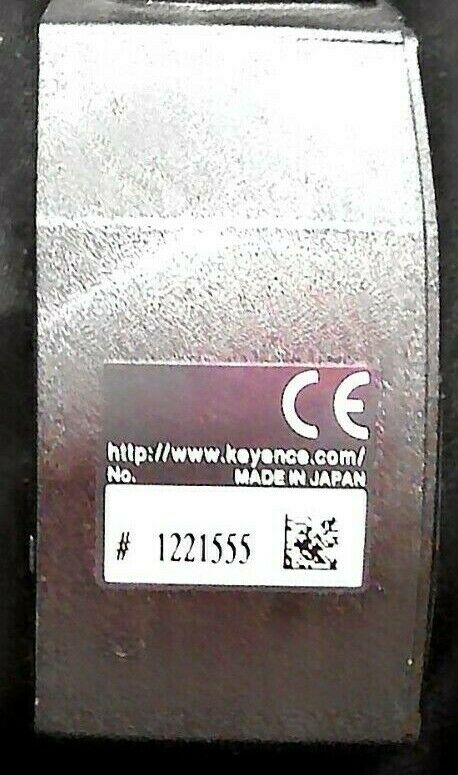 CE
http://www.keyence.com/
No. MADE IN JAPAN
# 1221555